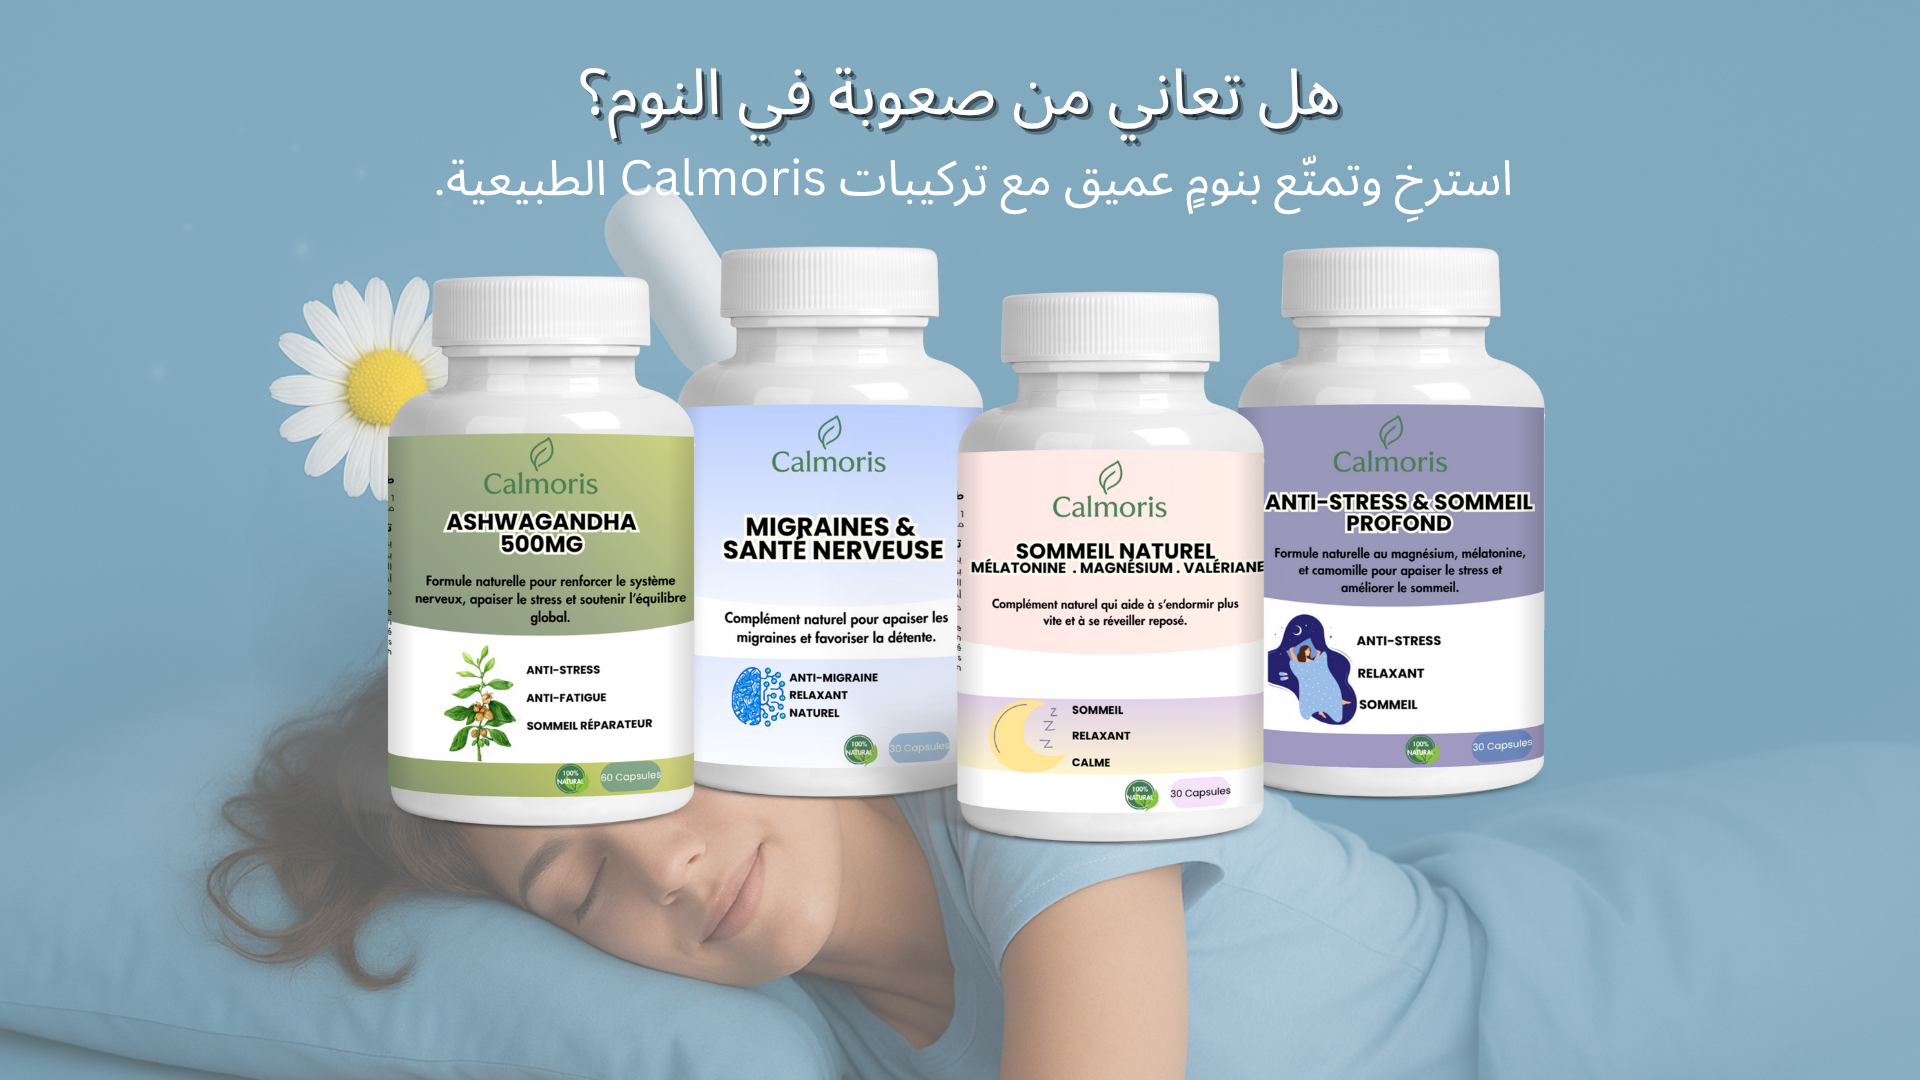 هل تعاني من صعوبة في النوم؟
استرخِ وتمتّع بنومٍ عميق مع تركيبات Calmoris الطبيعية.
Calmoris
ASHWAGANDHA
500MG
Formule naturelle pour renforcer le système
nerveux, apaiser le stress et soutenir l'équilibre
global.
ANTI-STRESS
ANTI-FATIGUE
SOMMEIL RÉPARATEUR
100%
NATURAL
60 Capsules
Calmoris
MIGRAINES &
SANTÉ NERVEUSE
Complément naturel pour apaiser les
migraines et favoriser la détente.
ANTI-MIGRAINE
RELAXANT
NATUREL
100%
NATURAL
30 Capsules
Calmoris
SOMMEIL NATUREL
MÉLATONINE . MAGNÉSIUM . VALÉRIANE
Complément naturel qui aide à s'endormir plus
vite et à se réveiller reposé.
Z
Z
Z
SOMMEIL
RELAXANT
CALME
100%
NATURAL
30 Capsules
Calmoris
ANTI-STRESS & SOMMEIL
PROFOND
Formule naturelle au magnésium, mélatonine,
et camomille pour apaiser le stress et
améliorer le sommeil.
ANTI-STRESS
RELAXANT
SOMMEIL
100%
NATURAL
30 Capsules